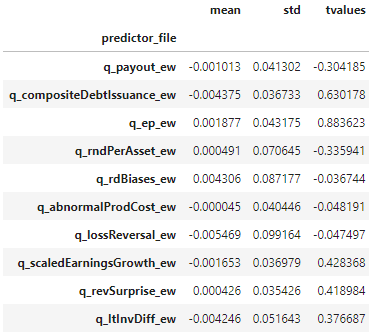 mean std tvalues
predictor_file
q_payout_ew -0.001013 0.041302 -0.304185
q_compositeDebtIssuance_ew -0.004375 0.036733 0.630178
q_ep_ew 0.001877 0.043175 0.883623
q_rndPerAsset_ew 0.000491 0.070645 -0.335941
q_rdBiases_ew 0.004306 0.087177 -0.036744
q_abnormalProdCost_ew -0.000045 0.040446 -0.048191
q_lossReversal_ew -0.005469 0.099164 -0.047497
q_scaledEarningsGrowth_ew -0.001653 0.036979 0.428368
q_revSurprise_ew 0.000426 0.035426 0.418984
q_ltInvDiff_ew -0.004246 0.051643 0.376687